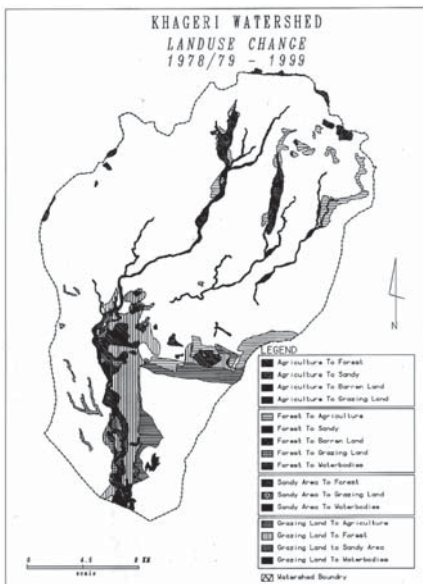 KHAGERI WATERSHED
LANDUSE CHANGE
1978/79 - 1999
N
LEGEND
Agriculture To Forest
Agriculture To Sandy
Agriculture To Barren Land
Agriculture To Grazing Land
Forest To Agriculture
Forest To Sandy
Forest To Barren Land
Forest To Grazing Land
Forest To Waterbodies
Sandy Area To Forest
Sandy Area To Grazing Land
Sandy Area To Waterbodies
Grazing Land To Agriculture
Grazing Land To Forest
Grazing Land to Sandy Area
Grazing Land To Waterbodies
Watershed Boundry
0 4.5 9
scale